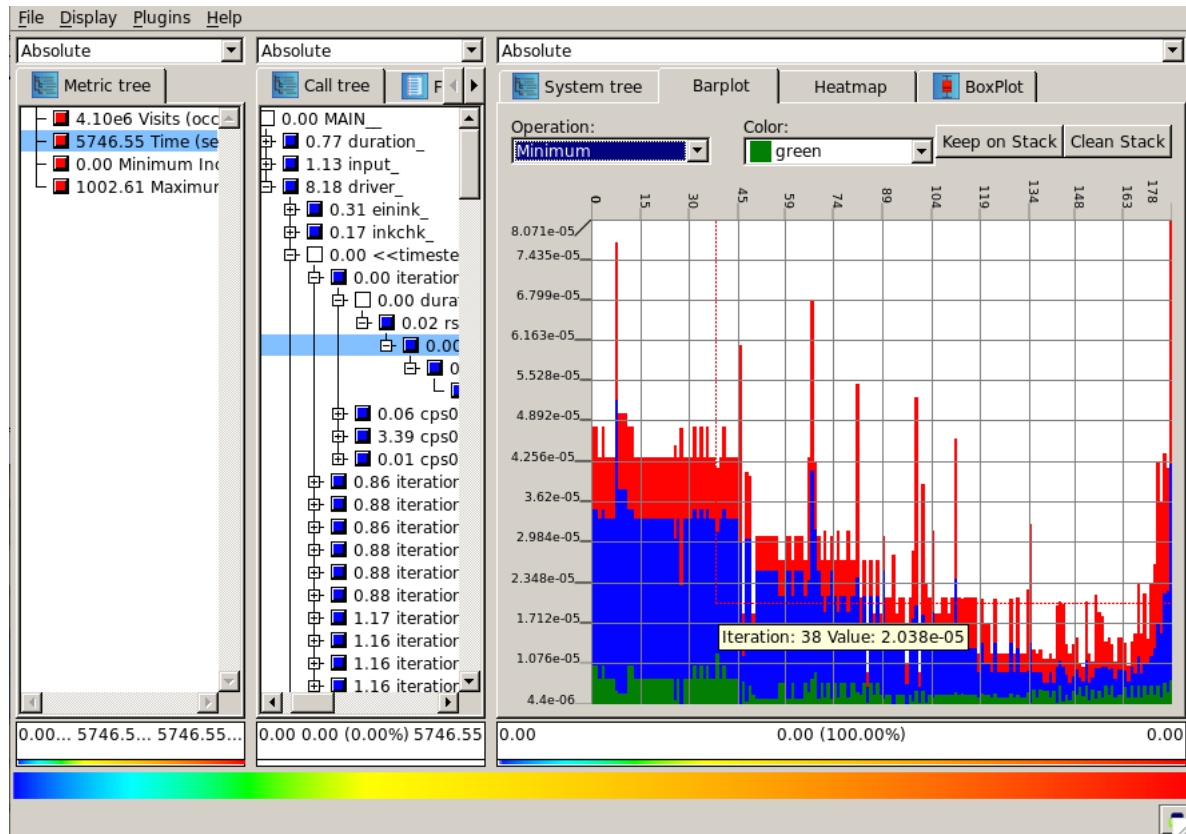 File Display Plugins Help
Absolute Absolute Absolute
Metric tree Call tree F System tree Barplot Heatmap BoxPlot
4.10e6 Visits (occ
5746.55 Time (se
0.00 Minimum Inc
1002.61 Maximur
0.00 MAIN__
0.77 duration_
1.13 input_
8.18 driver_
0.31 einink_
0.17 inkchk_
0.00 <<timeste
0.00 iteration
0.00 dura
0.02 rs
0.00
0
0.06 cps0
3.39 cps0
0.01 cps0
0.86 iteration
0.88 iteration
0.86 iteration
0.88 iteration
0.88 iteration
0.88 iteration
1.17 iteration
1.16 iteration
1.16 iteration
1.16 iteration
Operation: Color:
Minimum green Keep on Stack Clean Stack
0 15 30 45 59 74 89 104 119 134 148 163 178
8.071e-05
7.435e-05
6.799e-05
6.163e-05
5.528e-05
4.892e-05
4.256e-05
3.62e-05
2.984e-05
2.348e-05
1.712e-05
1.076e-05
4.4e-06
Iteration: 38 Value: 2.038e-05
0.00... 5746.5... 5746.55... 0.00 0.00 (0.00%) 5746.55 0.00 0.00 (100.00%) 0.00